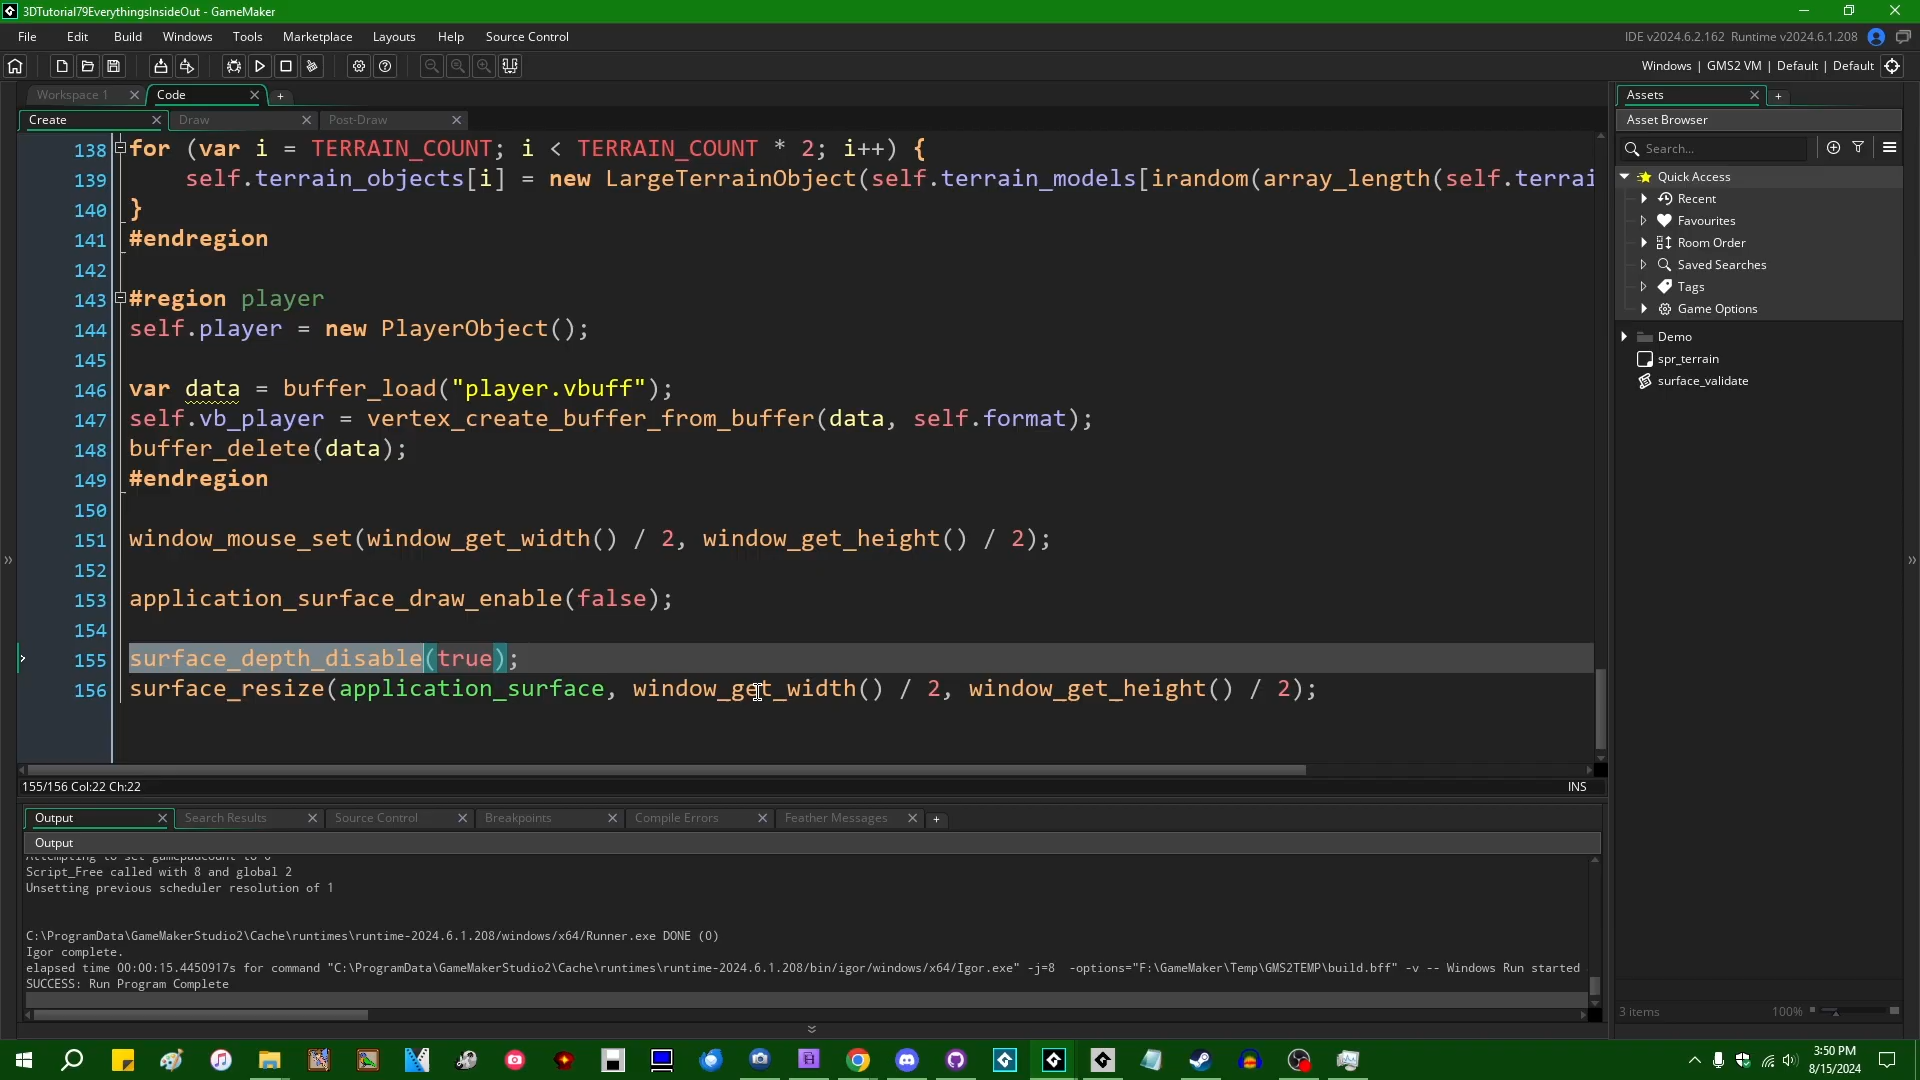 3DTutorial79EverythingsInsideOut - GameMaker
File Edit Build Windows Tools Marketplace Layouts Help Source Control
IDE v2024.6.2.162 Runtime v2024.6.1.208
Windows | GMS2 VM | Default | Default
Workspace 1 Code +
Create Draw Post-Draw
138 for (var i = TERRAIN_COUNT; i < TERRAIN_COUNT * 2; i++) {
139 self.terrain_objects[i] = new LargeTerrainObject(self.terrain_models[irandom(array_length(self.terrai
140 }
141 #endregion
142
143 #region player
144 self.player = new PlayerObject();
145
146 var data = buffer_load("player.vbuff");
147 self.vb_player = vertex_create_buffer_from_buffer(data, self.format);
148 buffer_delete(data);
149 #endregion
150
151 window_mouse_set(window_get_width() / 2, window_get_height() / 2);
152
153 application_surface_draw_enable(false);
154
155 surface_depth_disable(true);
156 surface_resize(application_surface, window_get_width() / 2, window_get_height() / 2);
155/156 Col:22 Ch:22
INS
Output Search Results Source Control Breakpoints Compile Errors Feather Messages +
Output
Attempting to set gamepadcount to 0
Script_Free called with 8 and global 2
Unsetting previous scheduler resolution of 1
C:\ProgramData\GameMakerStudio2\Cache\runtimes\runtime-2024.6.1.208/windows/x64/Runner.exe DONE (0)
Igor complete.
elapsed time 00:00:15.4450917s for command "C:\ProgramData\GameMakerStudio2\Cache\runtimes\runtime-2024.6.1.208/bin/igor/windows/x64/Igor.exe" -j=8 -options="F:\GameMaker\Temp\GMS2TEMP\build.bff" -v -- Windows Run started
SUCCESS: Run Program Complete
Assets +
Asset Browser
Search...
Quick Access
Recent
Favourites
Room Order
Saved Searches
Tags
Game Options
Demo
spr_terrain
surface_validate
3 items
100%
3:50 PM
8/15/2024